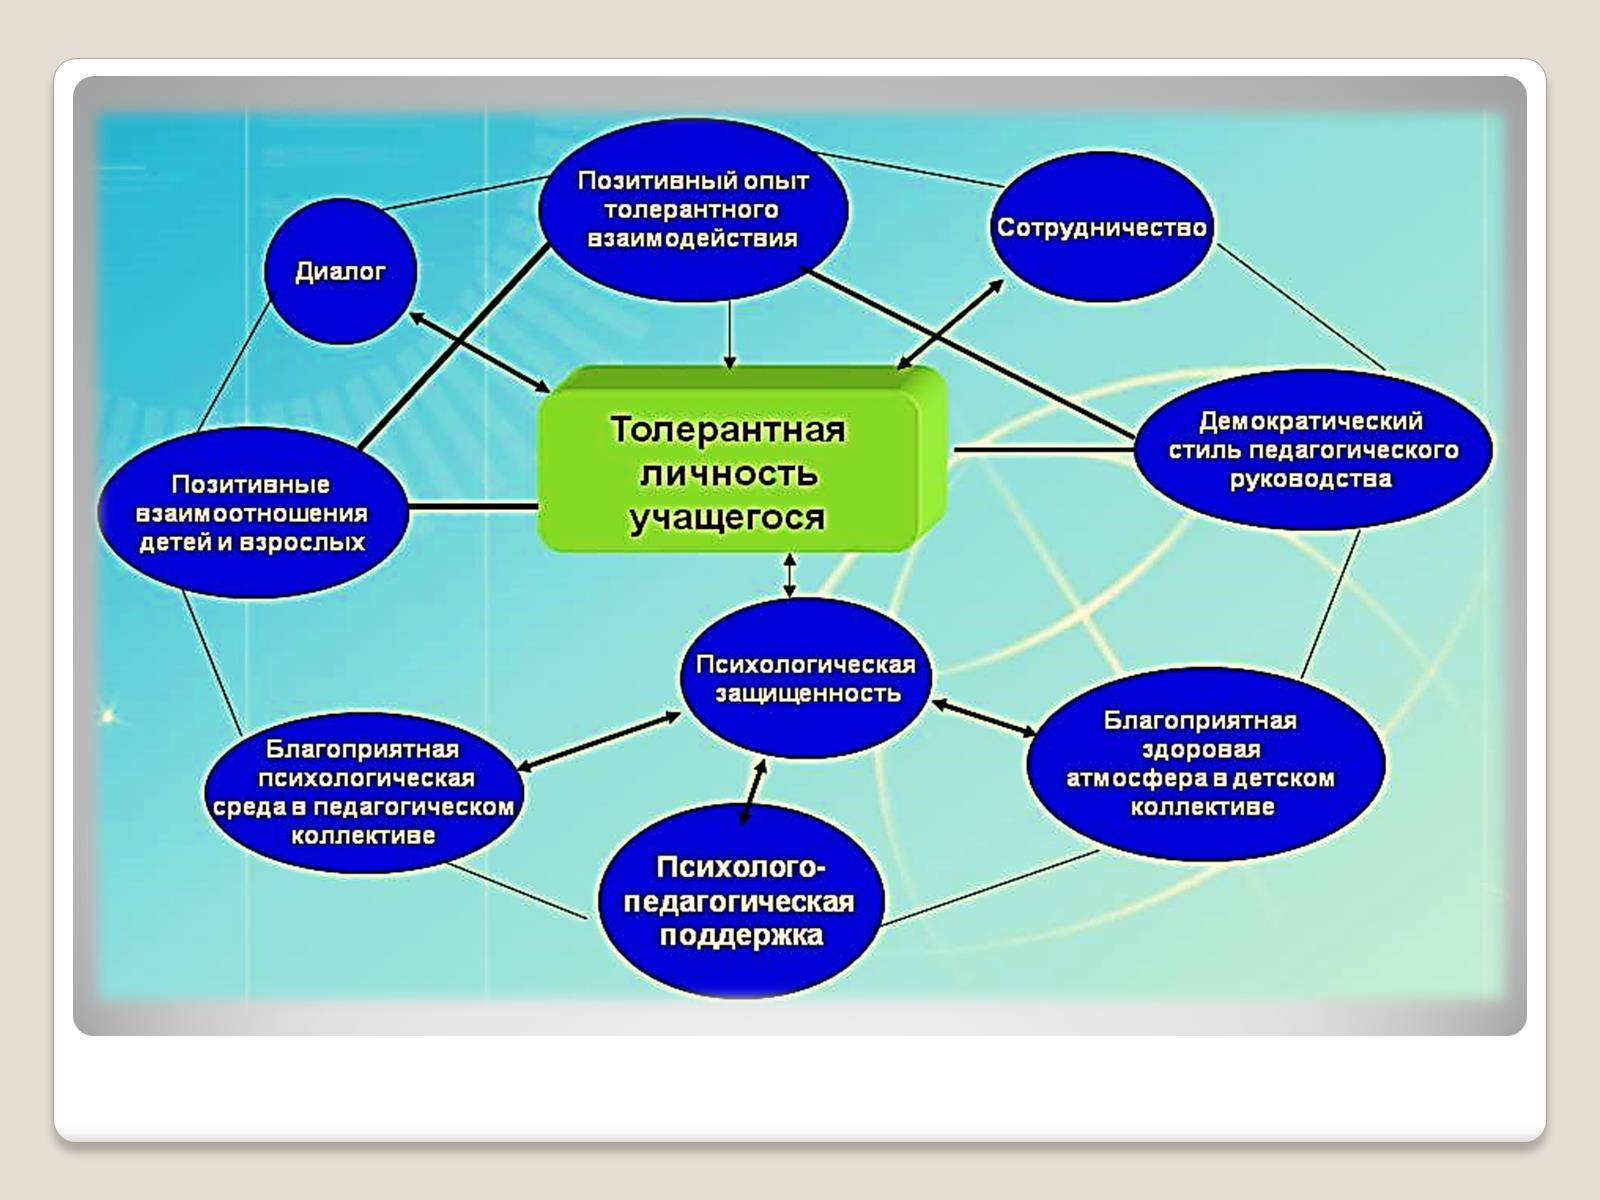 Позитивный опыт
толерантного
взаимодействия
Сотрудничество
Диалог
Толерантная
личность
учащегося
Демократический
стиль педагогического
руководства
Позитивные
взаимоотношения
детей и взрослых
Психологическая
защищенность
Благоприятная
здоровая
атмосфера в детском
коллективе
Благоприятная
психологическая
среда в педагогическом
коллективе
Психолого-
педагогическая
поддержка